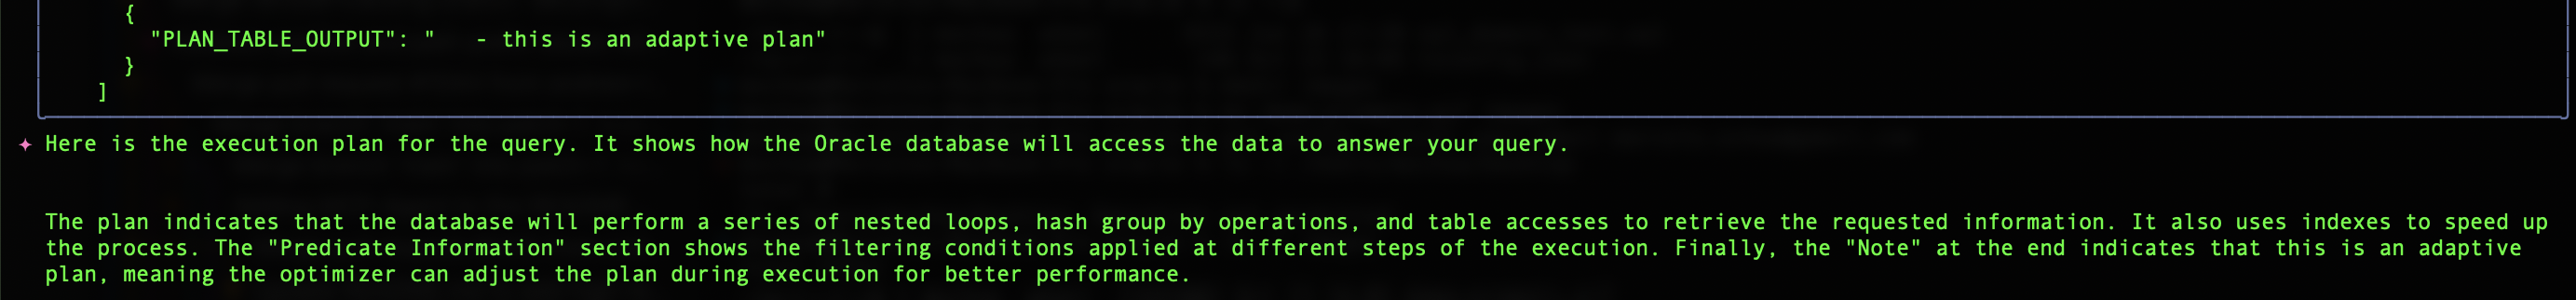 {
"PLAN_TABLE_OUTPUT": "   - this is an adaptive plan"
}
]
✦ Here is the execution plan for the query. It shows how the Oracle database will access the data to answer your query.
The plan indicates that the database will perform a series of nested loops, hash group by operations, and table accesses to retrieve the requested information. It also uses indexes to speed up
the process. The "Predicate Information" section shows the filtering conditions applied at different steps of the execution. Finally, the "Note" at the end indicates that this is an adaptive
plan, meaning the optimizer can adjust the plan during execution for better performance.